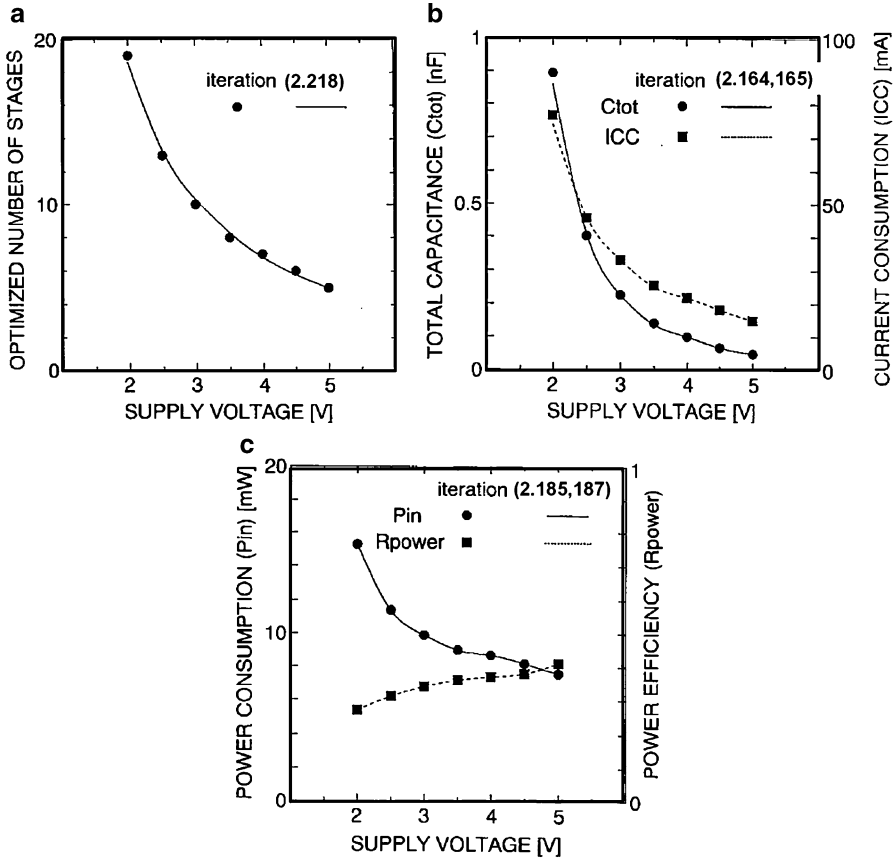 a
OPTIMIZED NUMBER OF STAGES
20
10
0
iteration (2.218)
2 3 4 5
SUPPLY VOLTAGE [V]
b
TOTAL CAPACITANCE (Ctot) [nF]
1
0.5
0
iteration (2.164,165)
Ctot
ICC
100
50
0
CURRENT CONSUMPTION (ICC) [mA]
2 3 4 5
SUPPLY VOLTAGE [V]
c
POWER CONSUMPTION (Pin) [mW]
20
10
0
iteration (2.185,187)
Pin
Rpower
1
0
POWER EFFICIENCY (Rpower)
2 3 4 5
SUPPLY VOLTAGE [V]